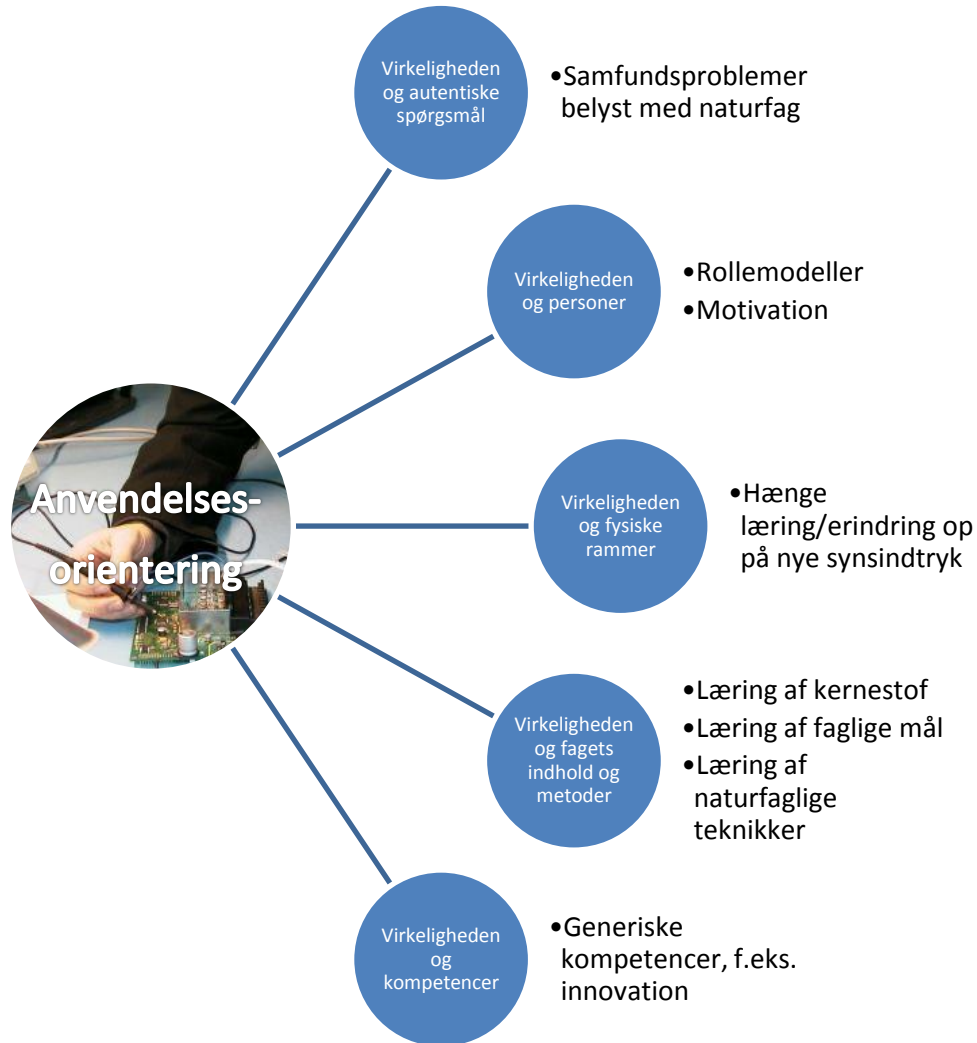 Virkeligheden
og autentiske
spørgsmål
•Samfundsproblemer
belyst med naturfag
Virkeligheden
og personer
•Rollemodeller
•Motivation
Anvendelses-
orientering
Virkeligheden
og fysiske
rammer
•Hænge
læring/erindring op
på nye synsindtryk
Virkeligheden
og fagets
indhold og
metoder
•Læring af kernestof
•Læring af faglige mål
•Læring af
naturfaglige
teknikker
Virkeligheden
og
kompetencer
•Generiske
kompetencer, f.eks.
innovation